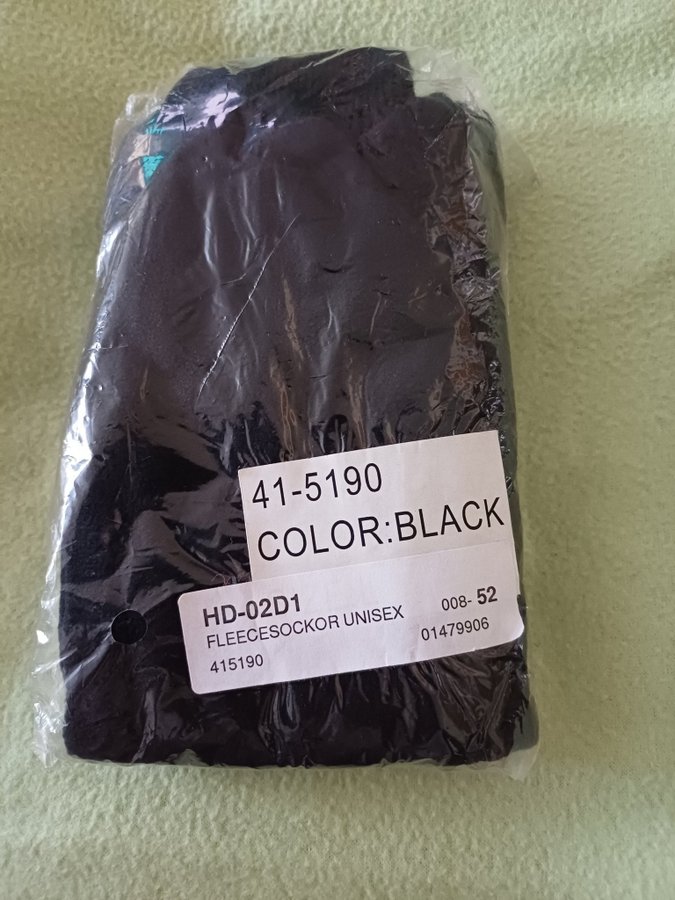 41-5190
COLOR:BLACK
HD-02D1 008- 52
FLEECESOCKOR UNISEX
415190 01479906